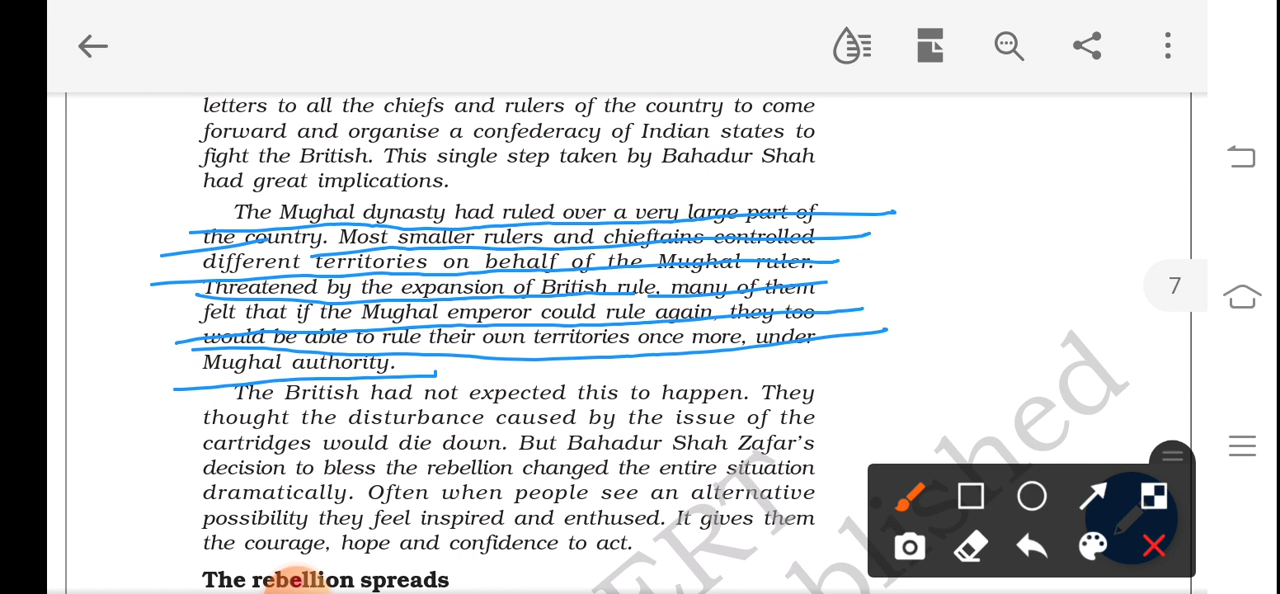 letters to all the chiefs and rulers of the country to come
forward and organise a confederacy of Indian states to
fight the British. This single step taken by Bahadur Shah
had great implications.
The Mughal dynasty had ruled over a very large part of
the country. Most smaller rulers and chieftains controlled
different territories on behalf of the Mughal ruler.
Threatened by the expansion of British rule, many of them
felt that if the Mughal emperor could rule again, they too
would be able to rule their own territories once more, under
Mughal authority.
The British had not expected this to happen. They
thought the disturbance caused by the issue of the
cartridges would die down. But Bahadur Shah Zafar's
decision to bless the rebellion changed the entire situation
dramatically. Often when people see an alternative
possibility they feel inspired and enthused. It gives them
the courage, hope and confidence to act.
The rebellion spreads
7